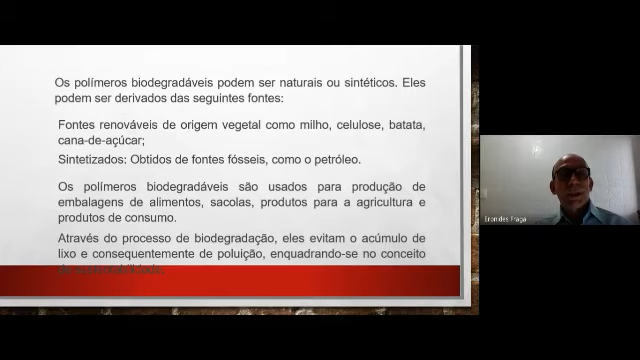 Os polímeros biodegradáveis podem ser naturais ou sintéticos. Eles
podem ser derivados das seguintes fontes:
Fontes renováveis de origem vegetal como milho, celulose, batata,
cana-de-açúcar;
Sintetizados: Obtidos de fontes fósseis, como o petróleo.
Os polímeros biodegradáveis são usados para produção de
embalagens de alimentos, sacolas, produtos para a agricultura e
produtos de consumo.
Através do processo de biodegradação, eles evitam o acúmulo de
lixo e consequentemente de poluição, enquadrando-se no conceito
de
Eronides Fraga